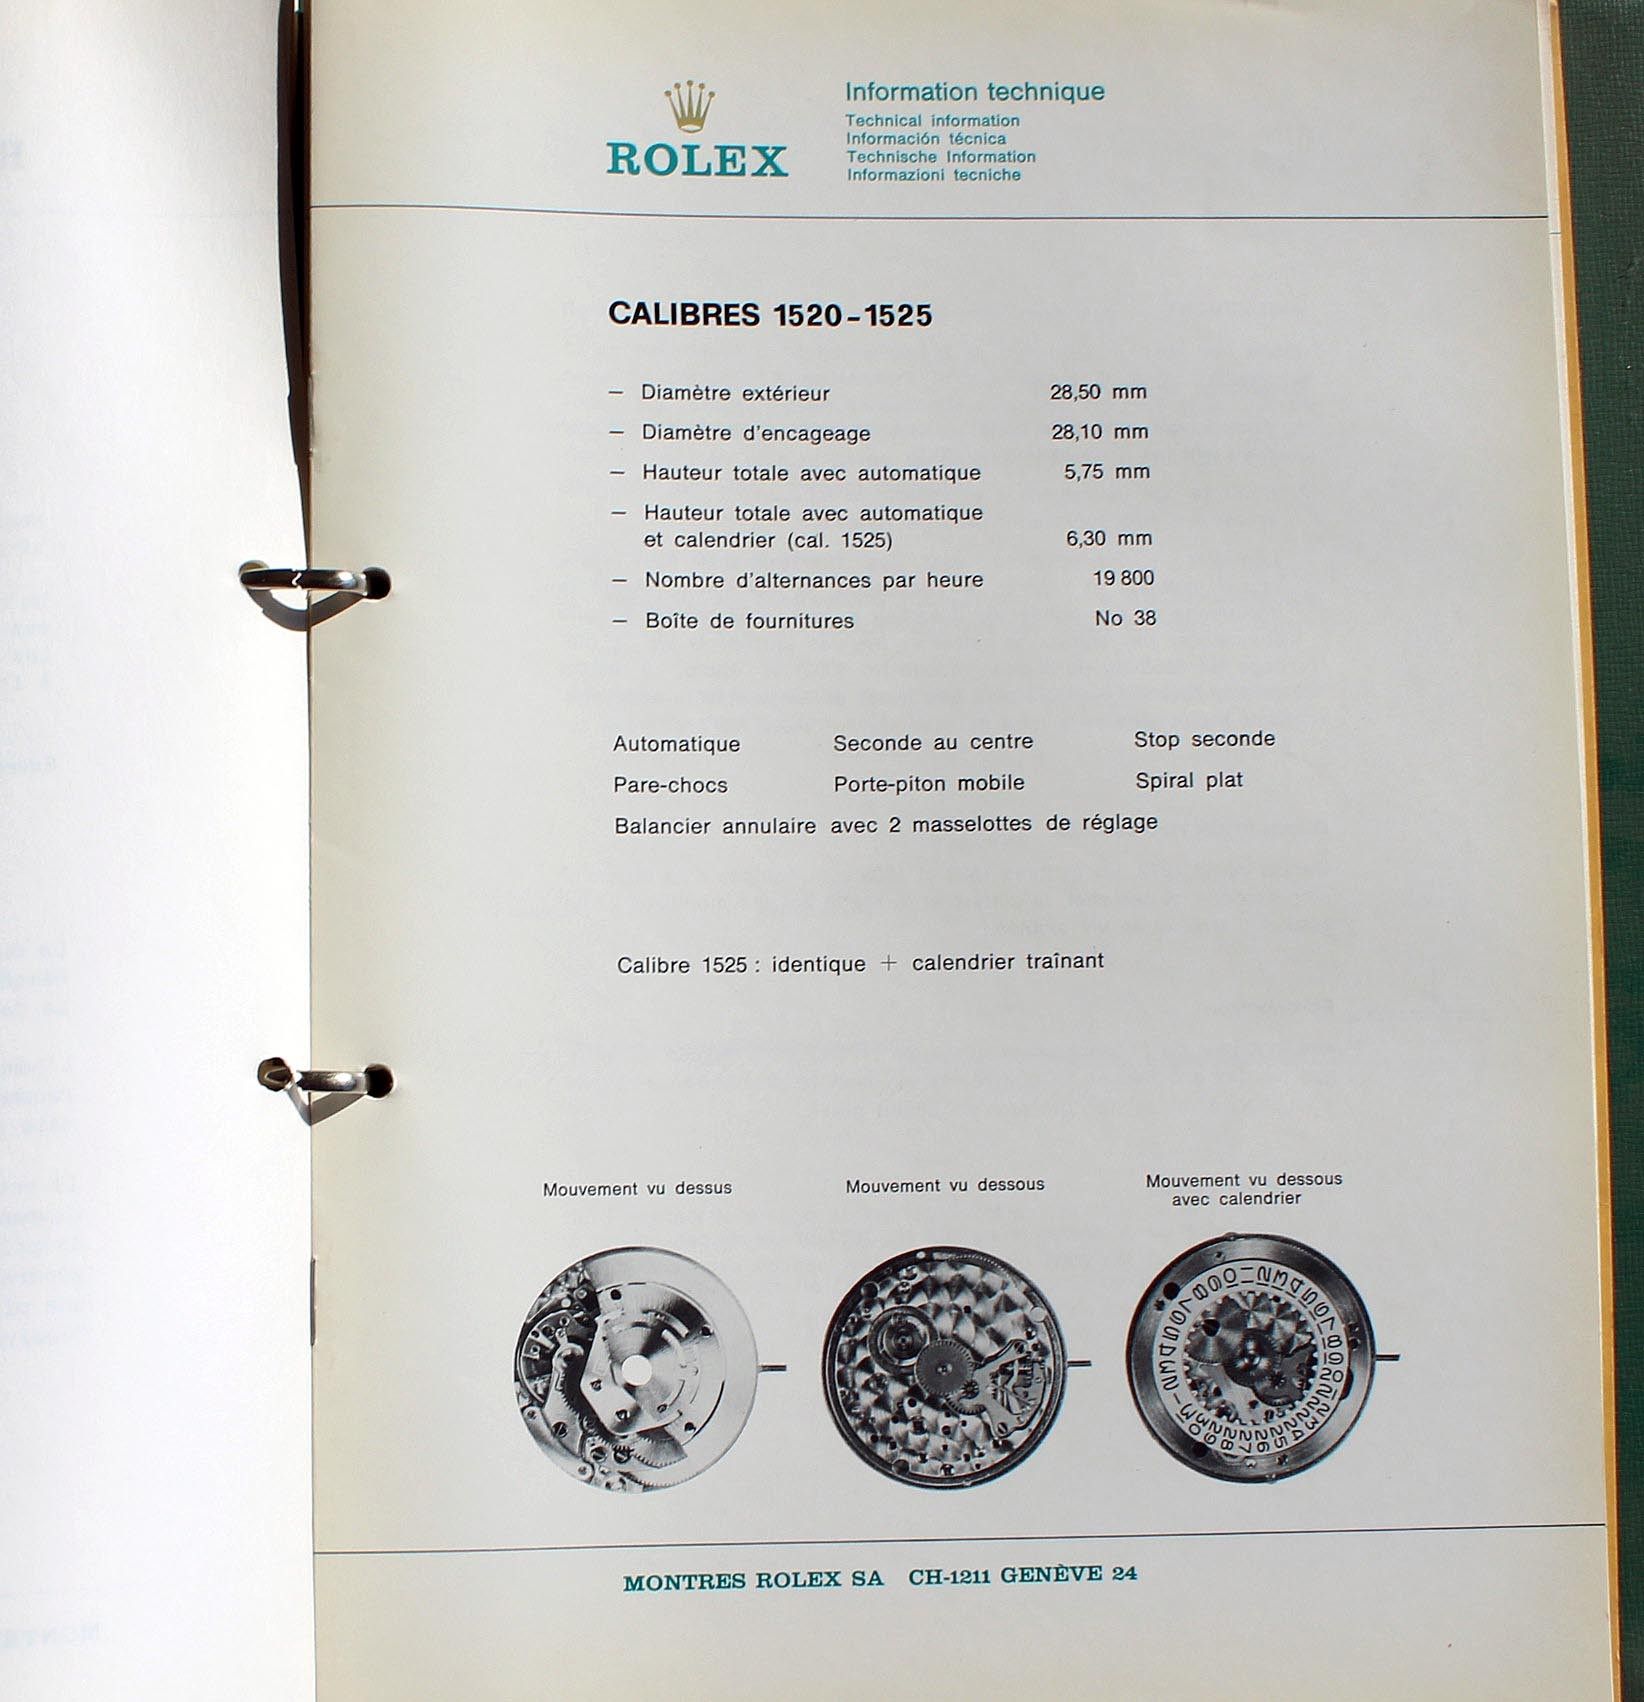 ROLEX
Information technique
Technical information
Información técnica
Technische Information
Informazioni tecniche
CALIBRES 1520-1525
– Diamètre extérieur 28,50 mm
– Diamètre d'encageage 28,10 mm
– Hauteur totale avec automatique 5,75 mm
– Hauteur totale avec automatique
et calendrier (cal. 1525) 6,30 mm
– Nombre d'alternances par heure 19 800
– Boîte de fournitures No 38
Automatique Seconde au centre Stop seconde
Pare-chocs Porte-piton mobile Spiral plat
Balancier annulaire avec 2 masselottes de réglage
Calibre 1525 : identique + calendrier traînant
Mouvement vu dessus
Mouvement vu dessous
Mouvement vu dessous
avec calendrier
MONTRES ROLEX SA CH-1211 GENÈVE 24